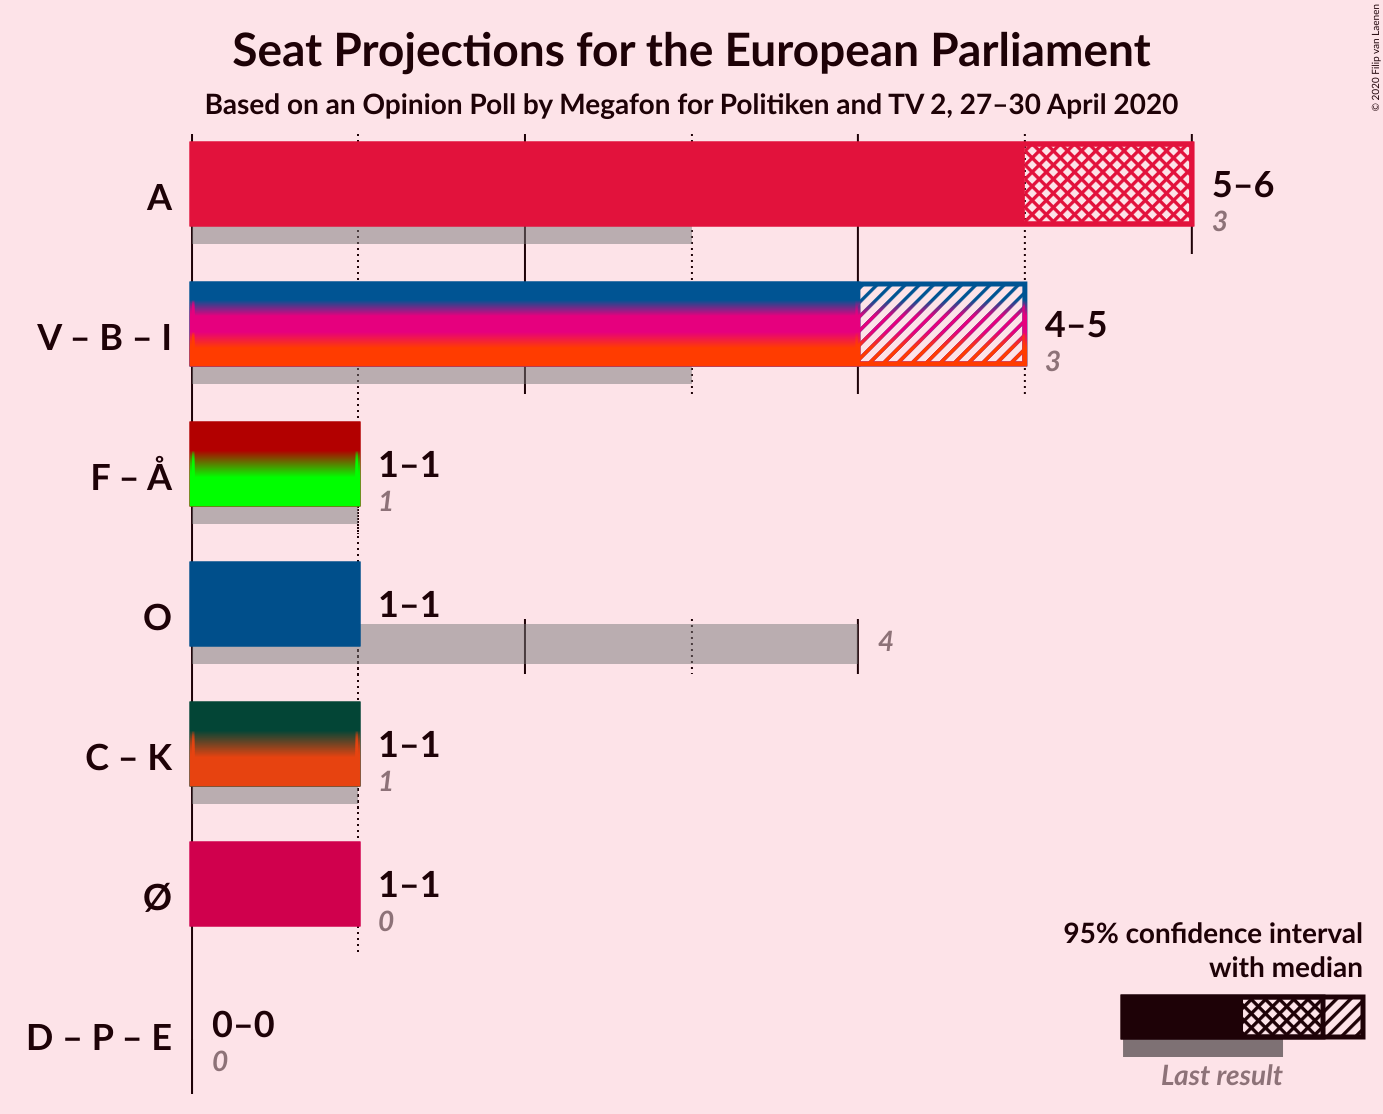 Seat Projections for the European Parliament
Based on an Opinion Poll by Megafon for Politiken and TV 2, 27–30 April 2020
© 2020 Filip van Laenen
A
5–6
3
V – B – I
4–5
3
F – Å
1–1
1
O
1–1
4
C – K
1–1
1
Ø
1–1
0
D – P – E
0–0
0
95% confidence interval
with median
Last result